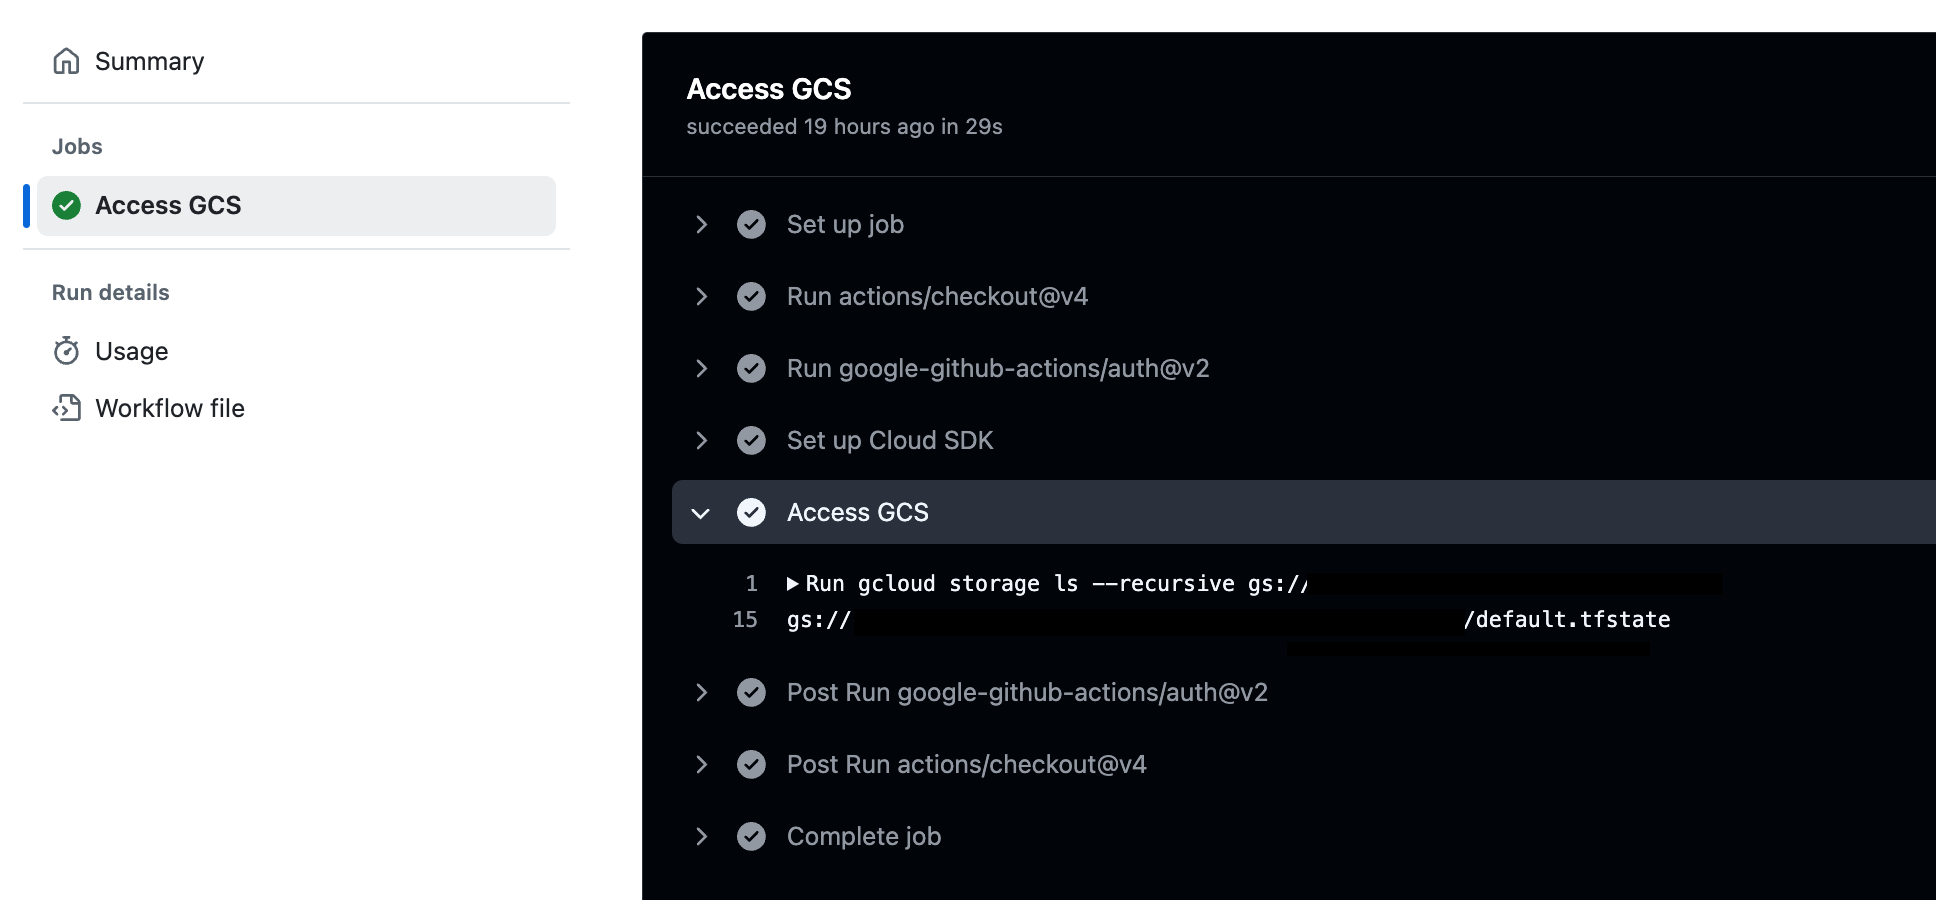 Summary
Jobs
Access GCS
Run details
Usage
Workflow file
Access GCS
succeeded 19 hours ago in 29s
Set up job
Run actions/checkout@v4
Run google-github-actions/auth@v2
Set up Cloud SDK
Access GCS
1 Run gcloud storage ls --recursive gs://
15 gs:// /default.tfstate
Post Run google-github-actions/auth@v2
Post Run actions/checkout@v4
Complete job